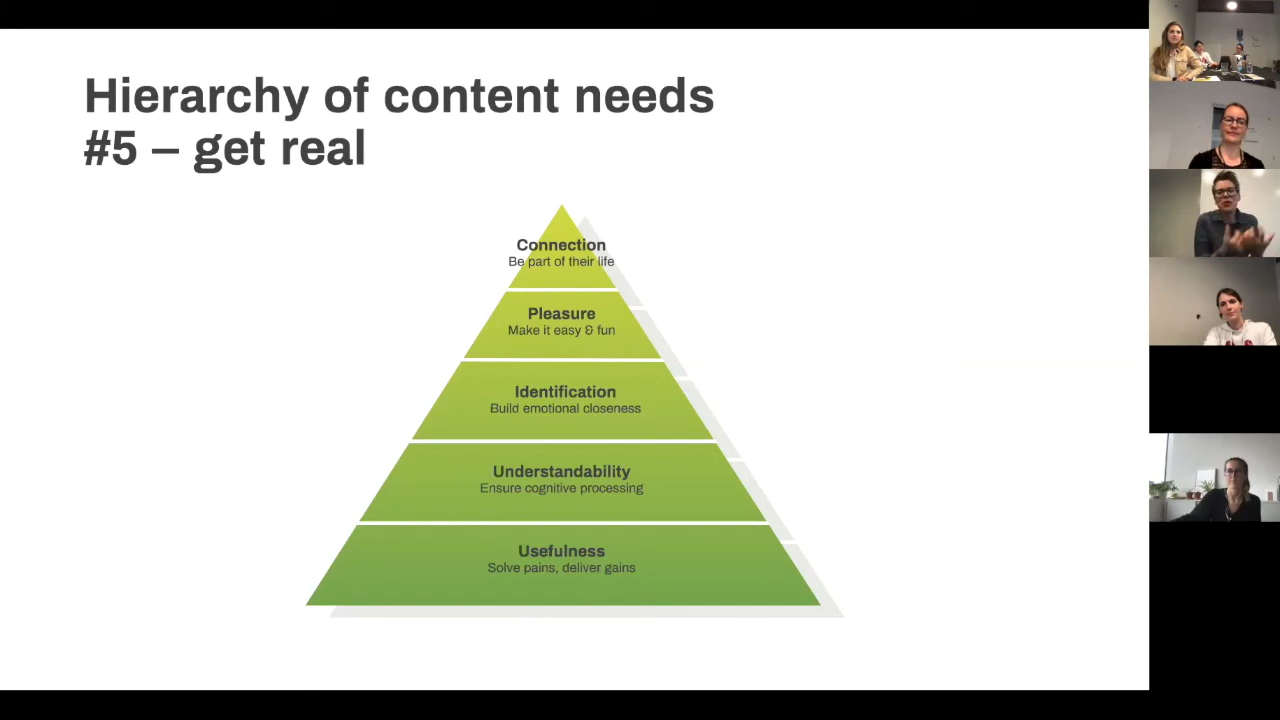 Hierarchy of content needs
#5 – get real
Connection
Be part of their life
Pleasure
Make it easy & fun
Identification
Build emotional closeness
Understandability
Ensure cognitive processing
Usefulness
Solve pains, deliver gains